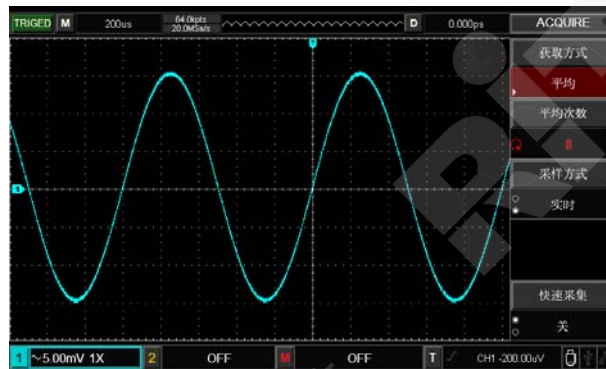 TRIGED M 200us 64.0kpts D 0.000ps ACQUIRE
20.0MSa/s
获取方式
平均
平均次数
8
采样方式
实时
快速采集
关
1 ~5.00mV 1X 2 OFF M OFF T CH1 -200.00uV